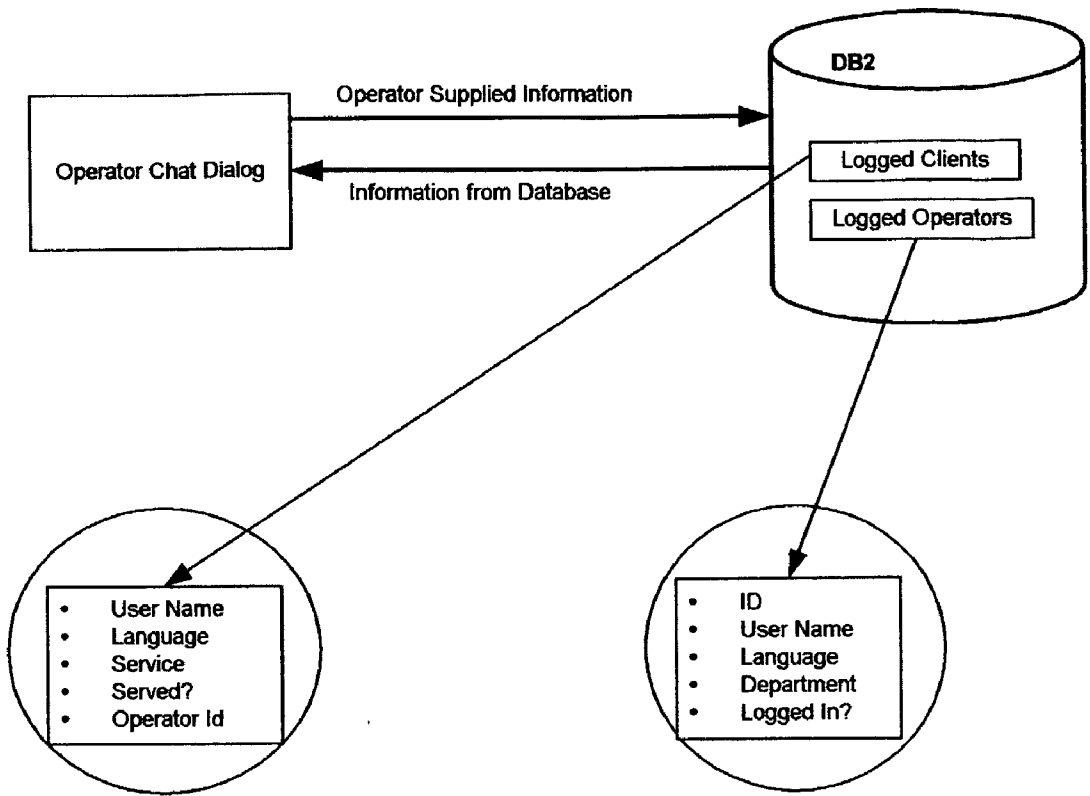 DB2
Operator Supplied Information
Operator Chat Dialog
Information from Database
Logged Clients
Logged Operators
• User Name
• Language
• Service
• Served?
• Operator Id
• ID
• User Name
• Language
• Department
• Logged In?